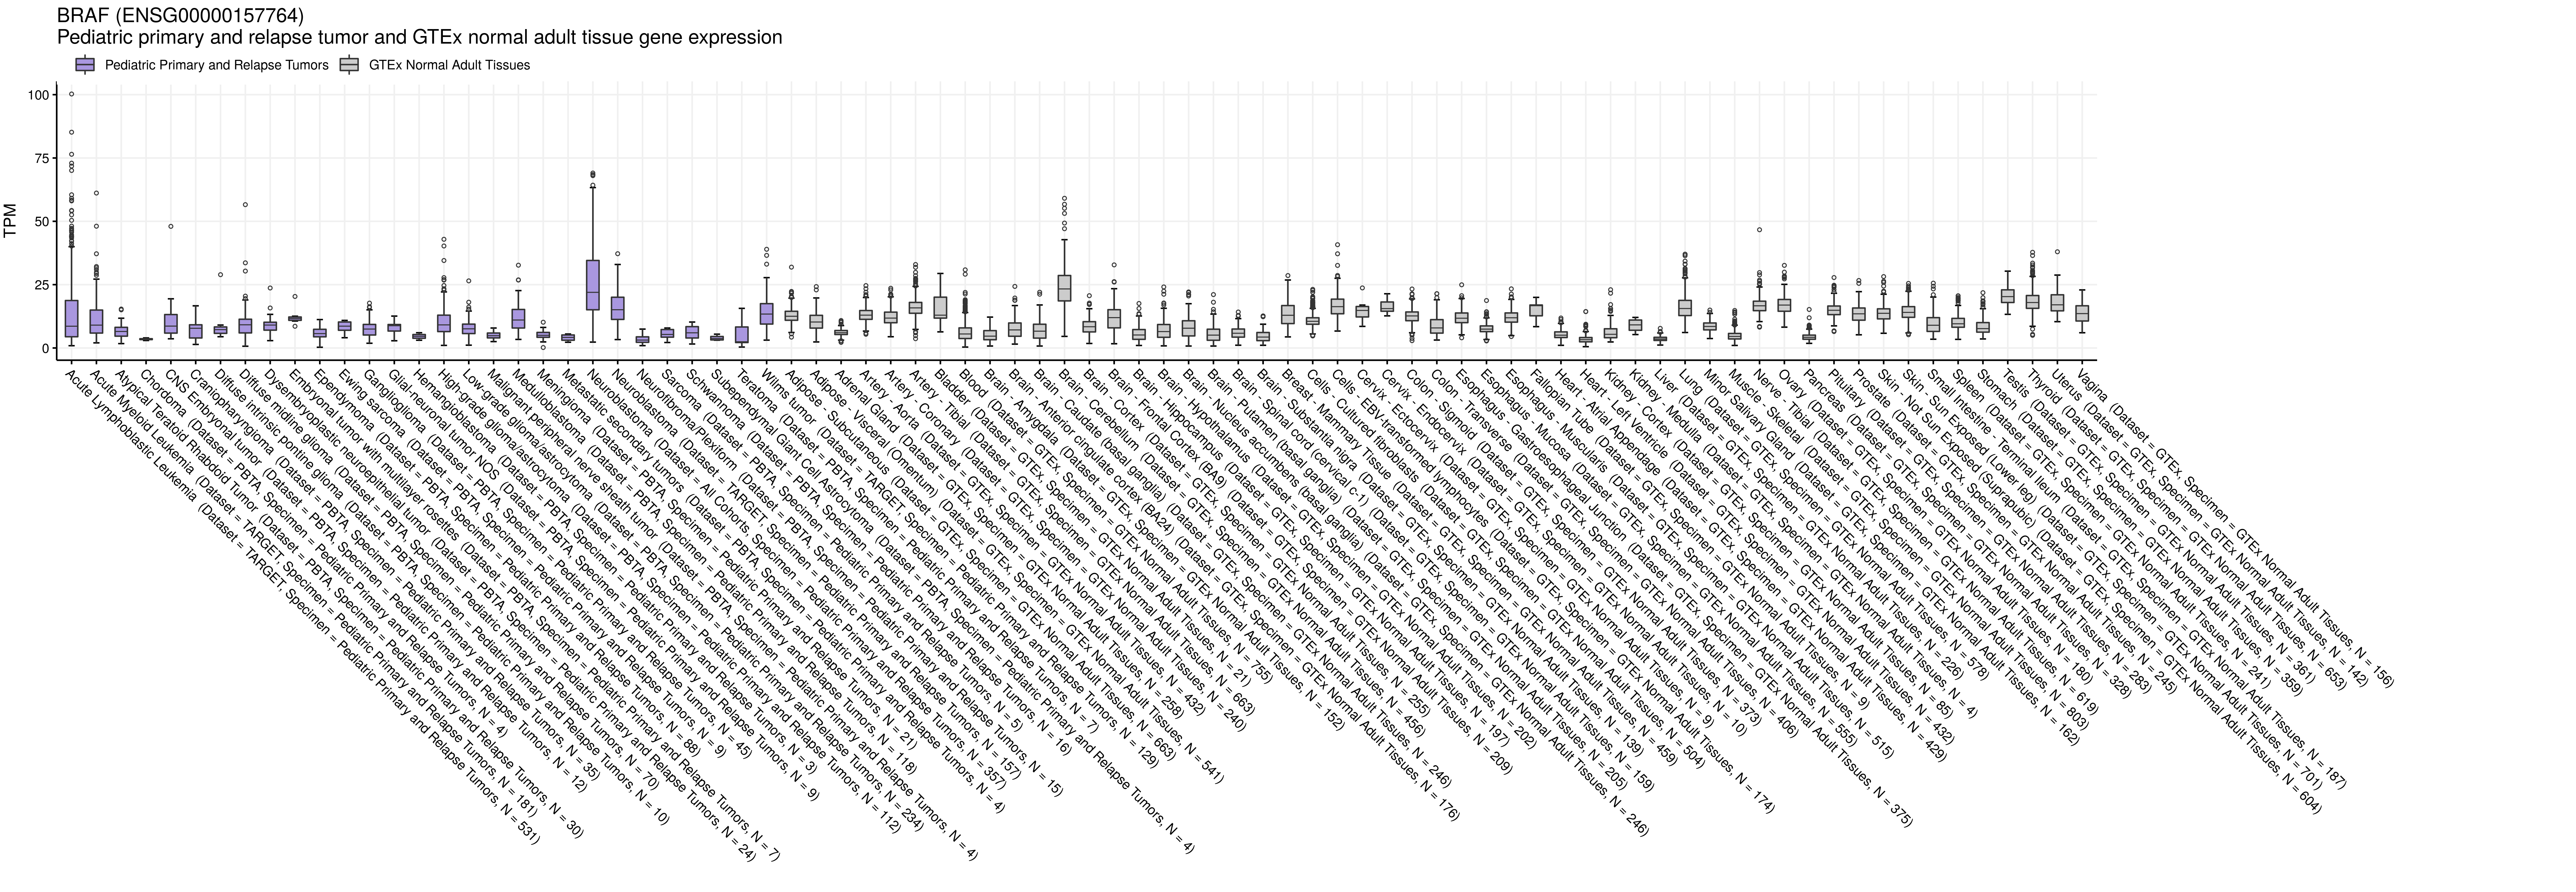 BRAF (ENSG00000157764)
Pediatric primary and relapse tumor and GTEx normal adult tissue gene expression
Pediatric Primary and Relapse Tumors
GTEx Normal Adult Tissues
TPM
100
75
50
25
0
Acute Lymphoblastic Leukemia (Dataset = TARGET, Specimen = Pediatric Primary and Relapse Tumors, N = 531)
Acute Myeloid Leukemia (Dataset = TARGET, Specimen = Pediatric Primary and Relapse Tumors, N = 181)
Atypical Teratoid Rhabdoid Tumor (Dataset = PBTA, Specimen = Pediatric Primary and Relapse Tumors, N = 30)
Chordoma (Dataset = PBTA, Specimen = Pediatric Primary and Relapse Tumors, N = 4)
CNS Embryonal tumor (Dataset = PBTA, Specimen = Pediatric Primary and Relapse Tumors, N = 12)
Craniopharyngioma (Dataset = PBTA, Specimen = Pediatric Primary and Relapse Tumors, N = 35)
Diffuse intrinsic pontine glioma (Dataset = PBTA, Specimen = Pediatric Primary and Relapse Tumors, N = 10)
Diffuse midline glioma (Dataset = PBTA, Specimen = Pediatric Primary and Relapse Tumors, N = 70)
Dysembryoplastic neuroepithelial tumor (Dataset = PBTA, Specimen = Pediatric Primary and Relapse Tumors, N = 24)
Embryonal tumor with multilayer rosettes (Dataset = PBTA, Specimen = Pediatric Primary and Relapse Tumors, N = 7)
Ependymoma (Dataset = PBTA, Specimen = Pediatric Primary and Relapse Tumors, N = 88)
Ewing sarcoma (Dataset = PBTA, Specimen = Pediatric Primary and Relapse Tumors, N = 9)
Ganglioglioma (Dataset = PBTA, Specimen = Pediatric Primary and Relapse Tumors, N = 45)
Glial-neuronal tumor NOS (Dataset = PBTA, Specimen = Pediatric Primary and Relapse Tumors, N = 9)
Hemangioblastoma (Dataset = PBTA, Specimen = Pediatric Primary and Relapse Tumors, N = 3)
High-grade glioma/astrocytoma (Dataset = PBTA, Specimen = Pediatric Primary and Relapse Tumors, N = 112)
Low-grade glioma/astrocytoma (Dataset = PBTA, Specimen = Pediatric Primary and Relapse Tumors, N = 234)
Malignant peripheral nerve sheath tumor (Dataset = PBTA, Specimen = Pediatric Primary and Relapse Tumors, N = 4)
Medulloblastoma (Dataset = PBTA, Specimen = Pediatric Primary and Relapse Tumors, N = 118)
Meningioma (Dataset = PBTA, Specimen = Pediatric Primary and Relapse Tumors, N = 21)
Metastatic secondary tumors (Dataset = PBTA, Specimen = Pediatric Primary and Relapse Tumors, N = 4)
Neuroblastoma (Dataset = All Cohorts, Specimen = Pediatric Primary and Relapse Tumors, N = 357)
Neuroblastoma (Dataset = TARGET, Specimen = Pediatric Primary and Relapse Tumors, N = 157)
Neurofibroma/Plexiform (Dataset = PBTA, Specimen = Pediatric Primary and Relapse Tumors, N = 15)
Sarcoma (Dataset = PBTA, Specimen = Pediatric Primary and Relapse Tumors, N = 5)
Schwannoma (Dataset = PBTA, Specimen = Pediatric Primary and Relapse Tumors, N = 16)
Subependymal Giant Cell Astrocytoma (Dataset = PBTA, Specimen = Pediatric Primary and Relapse Tumors, N = 4)
Teratoma (Dataset = PBTA, Specimen = Pediatric Primary and Relapse Tumors, N = 7)
Wilms tumor (Dataset = TARGET, Specimen = Pediatric Primary and Relapse Tumors, N = 129)
Adipose - Subcutaneous (Dataset = GTEx, Specimen = GTEx Normal Adult Tissues, N = 663)
Adipose - Visceral (Omentum) (Dataset = GTEx, Specimen = GTEx Normal Adult Tissues, N = 541)
Adrenal Gland (Dataset = GTEx, Specimen = GTEx Normal Adult Tissues, N = 258)
Artery - Aorta (Dataset = GTEx, Specimen = GTEx Normal Adult Tissues, N = 432)
Artery - Coronary (Dataset = GTEx, Specimen = GTEx Normal Adult Tissues, N = 240)
Artery - Tibial (Dataset = GTEx, Specimen = GTEx Normal Adult Tissues, N = 663)
Bladder (Dataset = GTEx, Specimen = GTEx Normal Adult Tissues, N = 21)
Blood (Dataset = GTEx, Specimen = GTEx Normal Adult Tissues, N = 755)
Brain - Amygdala (Dataset = GTEx, Specimen = GTEx Normal Adult Tissues, N = 152)
Brain - Anterior cingulate cortex (BA24) (Dataset = GTEx, Specimen = GTEx Normal Adult Tissues, N = 176)
Brain - Caudate (basal ganglia) (Dataset = GTEx, Specimen = GTEx Normal Adult Tissues, N = 246)
Brain - Cerebellum (Dataset = GTEx, Specimen = GTEx Normal Adult Tissues, N = 456)
Brain - Cortex (Dataset = GTEx, Specimen = GTEx Normal Adult Tissues, N = 255)
Brain - Frontal Cortex (BA9) (Dataset = GTEx, Specimen = GTEx Normal Adult Tissues, N = 209)
Brain - Hippocampus (Dataset = GTEx, Specimen = GTEx Normal Adult Tissues, N = 197)
Brain - Hypothalamus (Dataset = GTEx, Specimen = GTEx Normal Adult Tissues, N = 202)
Brain - Nucleus accumbens (basal ganglia) (Dataset = GTEx, Specimen = GTEx Normal Adult Tissues, N = 246)
Brain - Putamen (basal ganglia) (Dataset = GTEx, Specimen = GTEx Normal Adult Tissues, N = 205)
Brain - Spinal cord (cervical c-1) (Dataset = GTEx, Specimen = GTEx Normal Adult Tissues, N = 159)
Brain - Substantia nigra (Dataset = GTEx, Specimen = GTEx Normal Adult Tissues, N = 139)
Breast - Mammary Tissue (Dataset = GTEx, Specimen = GTEx Normal Adult Tissues, N = 459)
Cells - Cultured fibroblasts (Dataset = GTEx, Specimen = GTEx Normal Adult Tissues, N = 504)
Cells - EBV-transformed lymphocytes (Dataset = GTEx, Specimen = GTEx Normal Adult Tissues, N = 174)
Cervix - Ectocervix (Dataset = GTEx, Specimen = GTEx Normal Adult Tissues, N = 9)
Cervix - Endocervix (Dataset = GTEx, Specimen = GTEx Normal Adult Tissues, N = 10)
Colon - Sigmoid (Dataset = GTEx, Specimen = GTEx Normal Adult Tissues, N = 373)
Colon - Transverse (Dataset = GTEx, Specimen = GTEx Normal Adult Tissues, N = 406)
Esophagus - Gastroesophageal Junction (Dataset = GTEx, Specimen = GTEx Normal Adult Tissues, N = 375)
Esophagus - Mucosa (Dataset = GTEx, Specimen = GTEx Normal Adult Tissues, N = 555)
Esophagus - Muscularis (Dataset = GTEx, Specimen = GTEx Normal Adult Tissues, N = 515)
Fallopian Tube (Dataset = GTEx, Specimen = GTEx Normal Adult Tissues, N = 9)
Heart - Atrial Appendage (Dataset = GTEx, Specimen = GTEx Normal Adult Tissues, N = 429)
Heart - Left Ventricle (Dataset = GTEx, Specimen = GTEx Normal Adult Tissues, N = 432)
Kidney - Cortex (Dataset = GTEx, Specimen = GTEx Normal Adult Tissues, N = 85)
Kidney - Medulla (Dataset = GTEx, Specimen = GTEx Normal Adult Tissues, N = 4)
Liver (Dataset = GTEx, Specimen = GTEx Normal Adult Tissues, N = 226)
Lung (Dataset = GTEx, Specimen = GTEx Normal Adult Tissues, N = 578)
Minor Salivary Gland (Dataset = GTEx, Specimen = GTEx Normal Adult Tissues, N = 162)
Muscle - Skeletal (Dataset = GTEx, Specimen = GTEx Normal Adult Tissues, N = 803)
Nerve - Tibial (Dataset = GTEx, Specimen = GTEx Normal Adult Tissues, N = 619)
Ovary (Dataset = GTEx, Specimen = GTEx Normal Adult Tissues, N = 180)
Pancreas (Dataset = GTEx, Specimen = GTEx Normal Adult Tissues, N = 328)
Pituitary (Dataset = GTEx, Specimen = GTEx Normal Adult Tissues, N = 283)
Prostate (Dataset = GTEx, Specimen = GTEx Normal Adult Tissues, N = 245)
Skin - Not Sun Exposed (Suprapubic) (Dataset = GTEx, Specimen = GTEx Normal Adult Tissues, N = 604)
Skin - Sun Exposed (Lower leg) (Dataset = GTEx, Specimen = GTEx Normal Adult Tissues, N = 701)
Small Intestine - Terminal Ileum (Dataset = GTEx, Specimen = GTEx Normal Adult Tissues, N = 187)
Spleen (Dataset = GTEx, Specimen = GTEx Normal Adult Tissues, N = 241)
Stomach (Dataset = GTEx, Specimen = GTEx Normal Adult Tissues, N = 359)
Testis (Dataset = GTEx, Specimen = GTEx Normal Adult Tissues, N = 361)
Thyroid (Dataset = GTEx, Specimen = GTEx Normal Adult Tissues, N = 653)
Uterus (Dataset = GTEx, Specimen = GTEx Normal Adult Tissues, N = 142)
Vagina (Dataset = GTEx, Specimen = GTEx Normal Adult Tissues, N = 156)